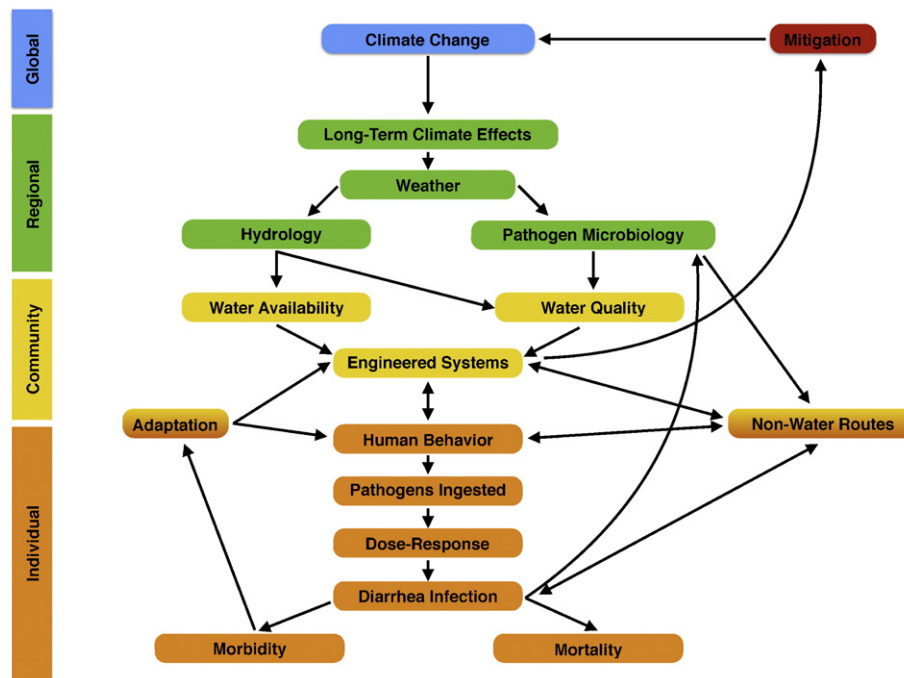 Global
Climate Change
Mitigation
Regional
Long-Term Climate Effects
Weather
Hydrology
Pathogen Microbiology
Community
Water Availability
Water Quality
Engineered Systems
Adaptation
Human Behavior
Non-Water Routes
Individual
Pathogens Ingested
Dose-Response
Diarrhea Infection
Morbidity
Mortality